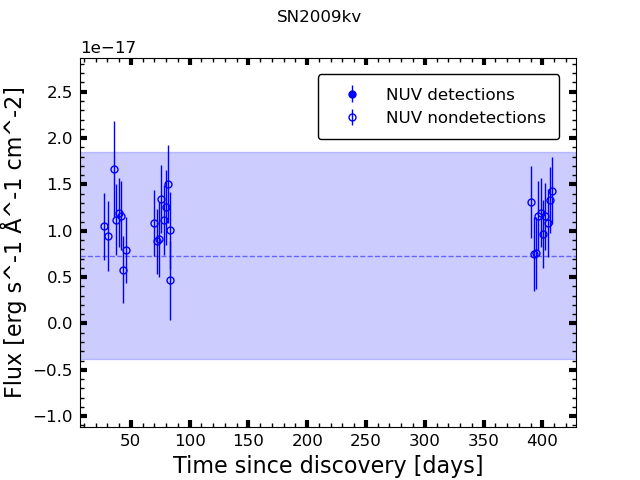 SN2009kv
1e−17
NUV detections
NUV nondetections
2.5
2.0
1.5
1.0
0.5
0.0
−0.5
−1.0
Flux [erg s^-1 Å^-1 cm^-2]
50 100 150 200 250 300 350 400
Time since discovery [days]